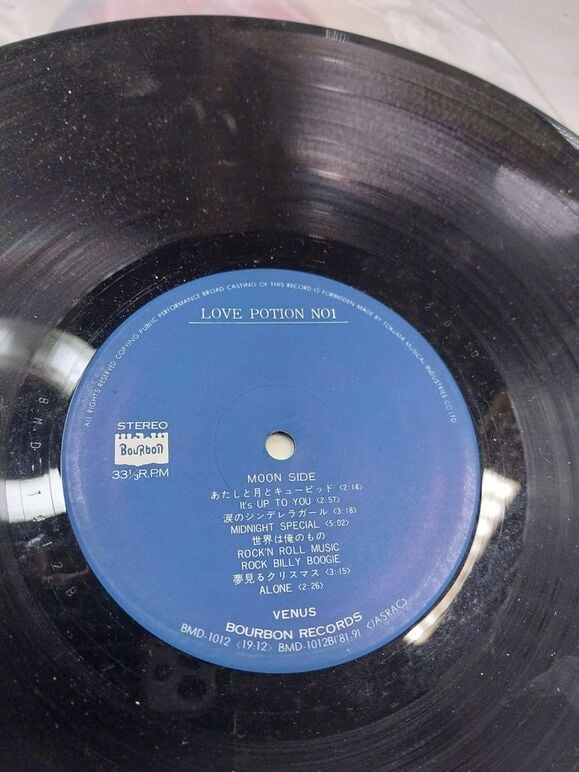 ALL RIGHTS RESERVED COPYING PUBLIC PERFORMANCE BROAD CASTING OF THIS RECORD IS FORBIDDEN MADE BY TOKUMA MUSICAL INDUSTRIES CO LTD
LOVE POTION NO1
STEREO
BouRbon
33⅓R.P.M
MOON SIDE
あたしと月とキューピッド〈2:14〉
It's UP TO YOU〈2:57〉
涙のシンデレラガール〈3:18〉
MIDNIGHT SPECIAL〈5:02〉
世界は俺のもの
ROCK'N ROLL MUSIC
ROCK BILLY BOOGIE
夢見るクリスマス〈3:15〉
ALONE〈2:26〉
VENUS
BOURBON RECORDS
BMD-1012〈19:12〉BMD-1012B('81.9)〈JASRAC〉